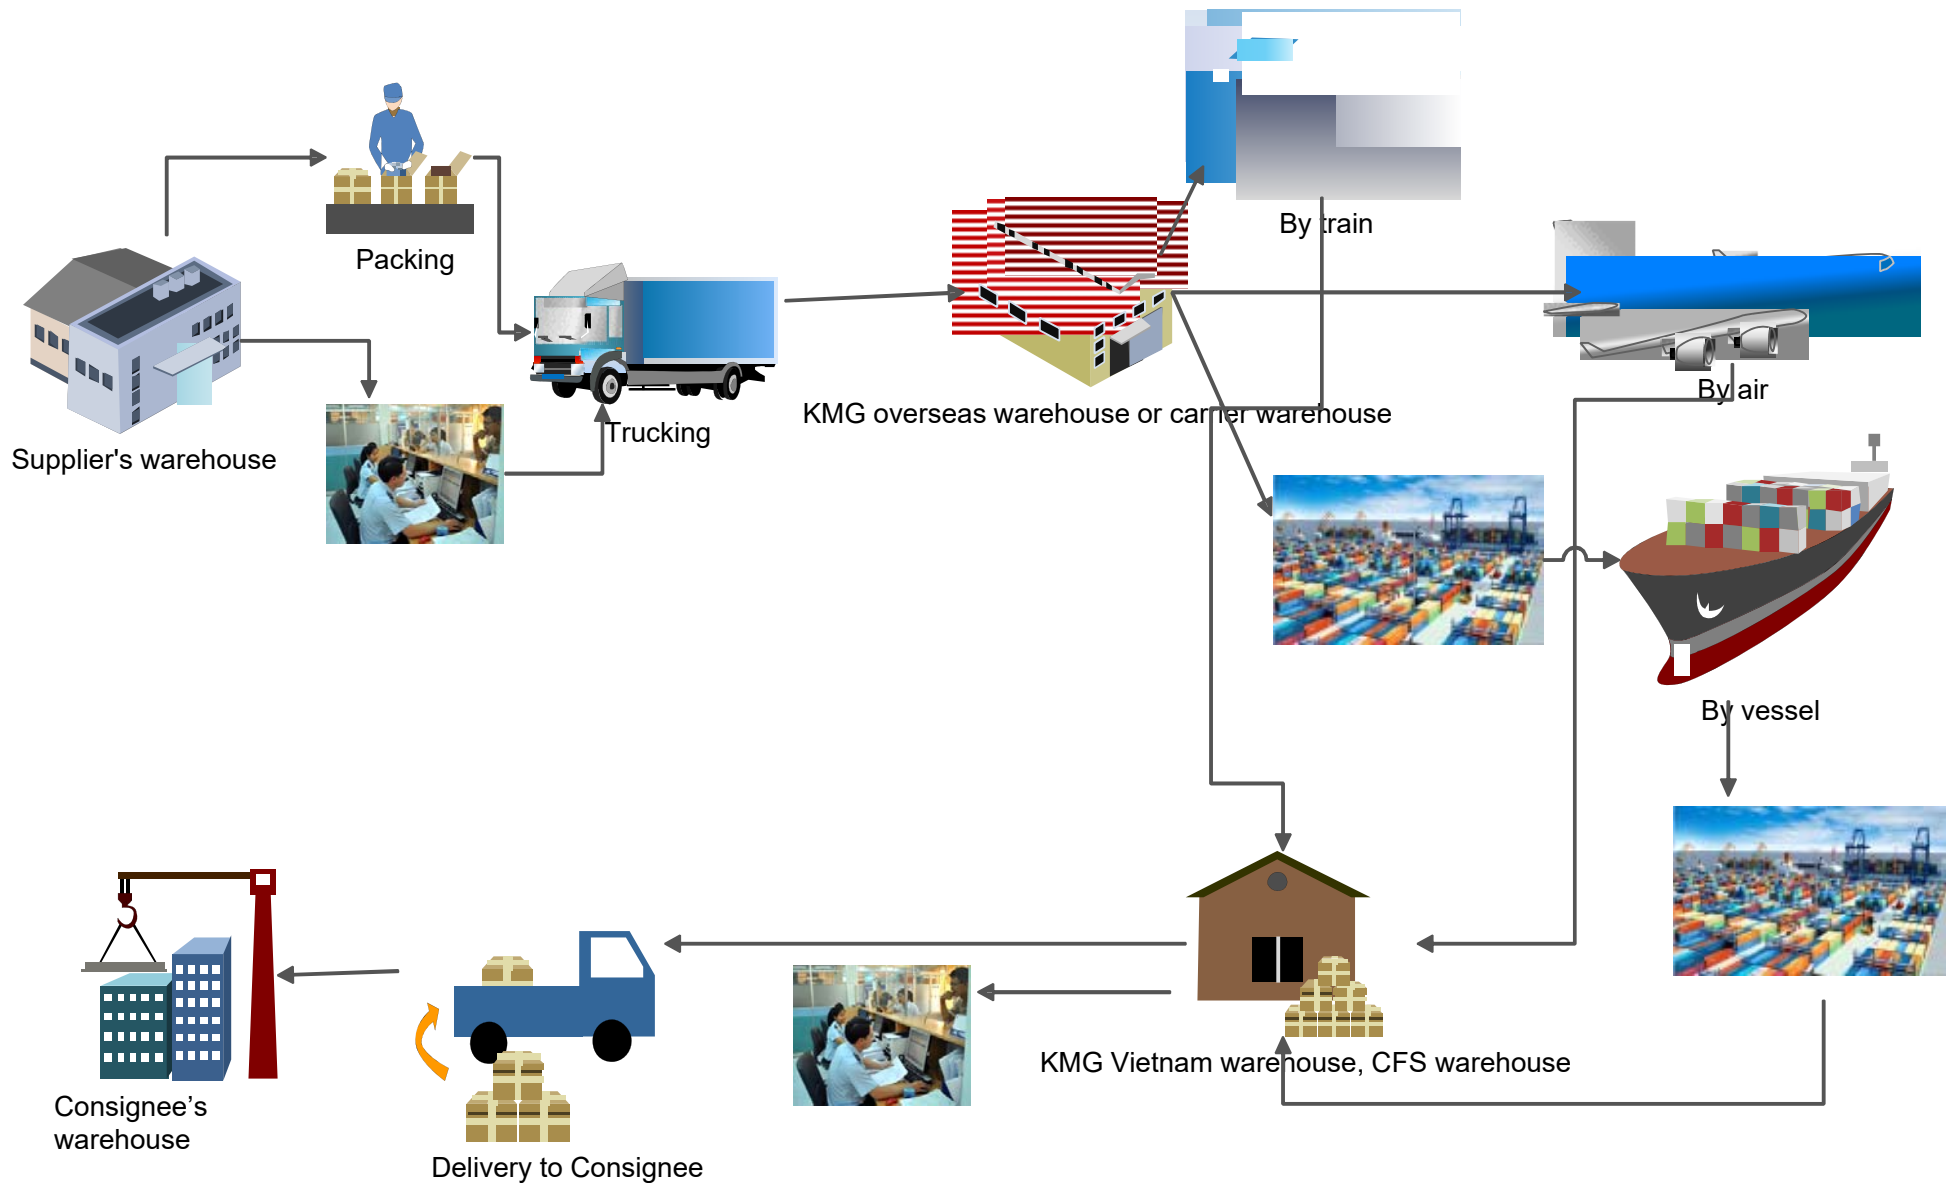 By train
Packing
By air
KMG overseas warehouse or carrier warehouse
Trucking
Supplier's warehouse
By vessel
KMG Vietnam warehouse, CFS warehouse
Consignee’s
warehouse
Delivery to Consignee